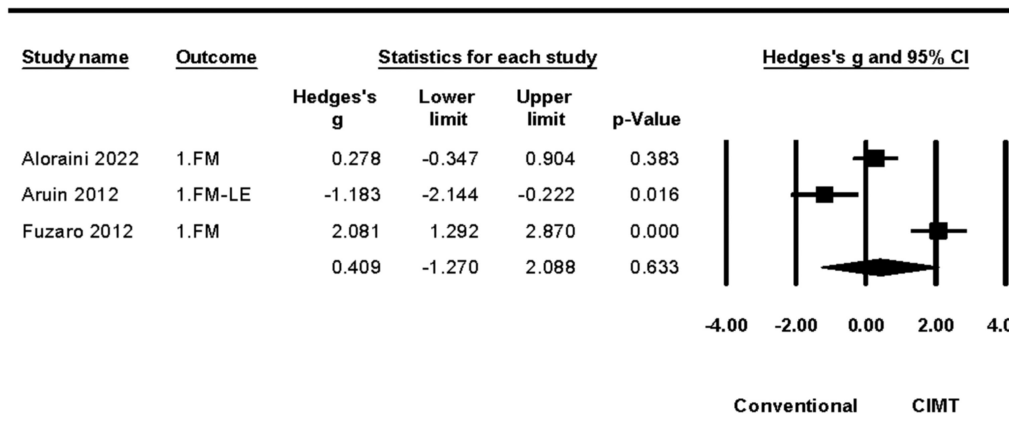 Study name Outcome Statistics for each study Hedges's g and 95% CI
Hedges's Lower Upper
g limit limit p-Value
Aloraini 2022 1.FM 0.278 -0.347 0.904 0.383
Aruin 2012 1.FM-LE -1.183 -2.144 -0.222 0.016
Fuzaro 2012 1.FM 2.081 1.292 2.870 0.000
0.409 -1.270 2.088 0.633
-4.00 -2.00 0.00 2.00 4.0
Conventional CIMT